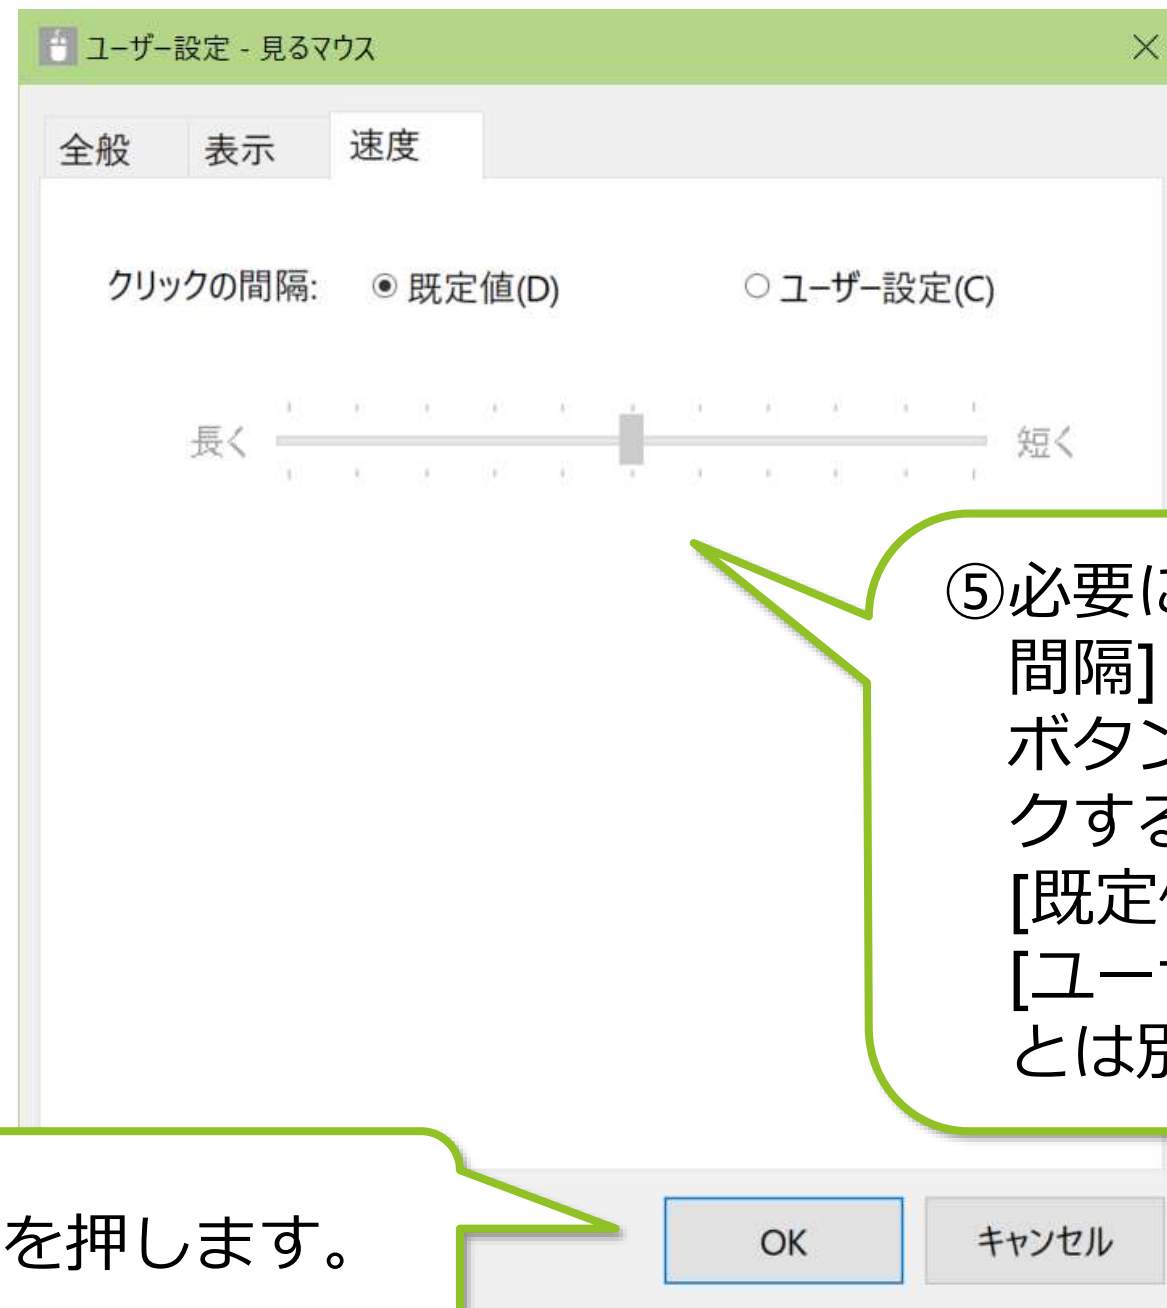 ユーザー設定 - 見るマウス
全般 表示 速度
クリックの間隔: 既定値(D) ユーザー設定(C)
長く 短く
⑤必要に
間隔]
ボタン
クする
[既定
[ユー
とは別
を押します。
OK キャンセル